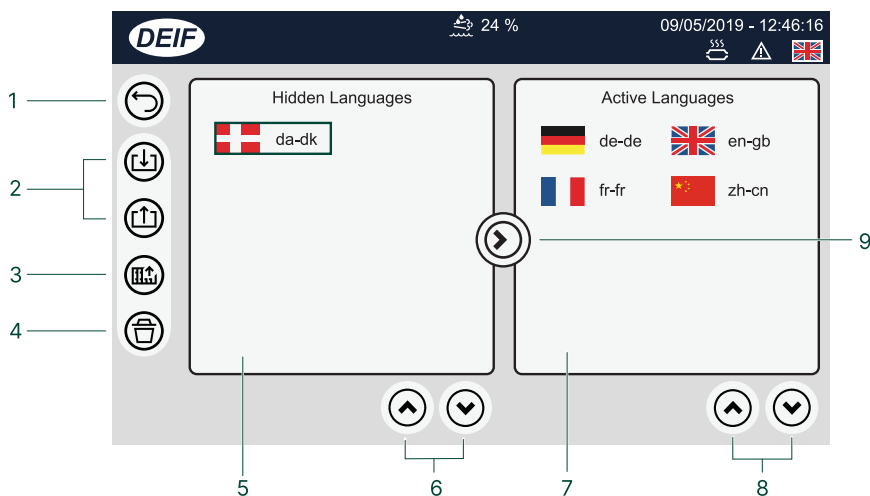 DEIF
24 %
09/05/2019 - 12:46:16
Hidden Languages
Active Languages
da-dk
de-de
en-gb
fr-fr
zh-cn
1
2
3
4
5
6
7
8
9